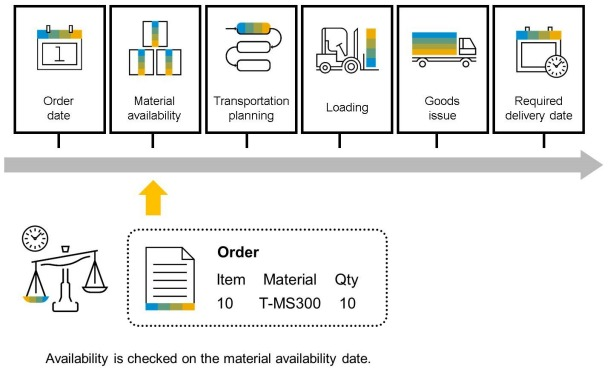 1
Order
date
Material
availability
Transportation
planning
Loading
Goods
issue
Required
delivery date
Order
Item Material Qty
10 T-MS300 10
Availability is checked on the material availability date.